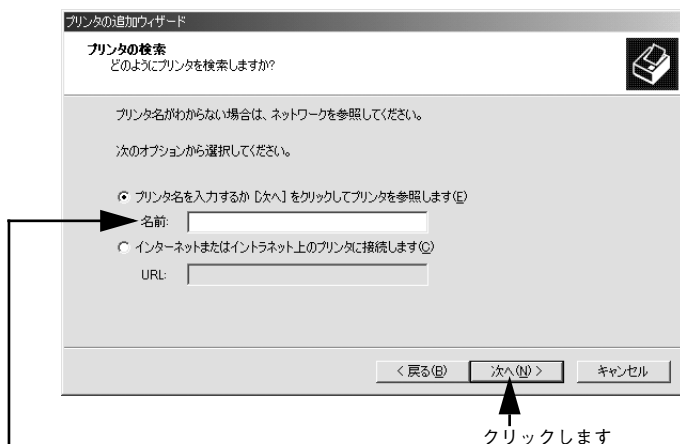 プリンタの追加ウィザード
プリンタの検索
どのようにプリンタを検索しますか?
プリンタ名がわからない場合は、ネットワークを参照してください。
次のオプションから選択してください。
プリンタ名を入力するか [次へ] をクリックしてプリンタを参照します(E)
名前:
インターネットまたはイントラネット上のプリンタに接続します(C)
URL:
< 戻る(B)
次へ(N) >
キャンセル
クリックします